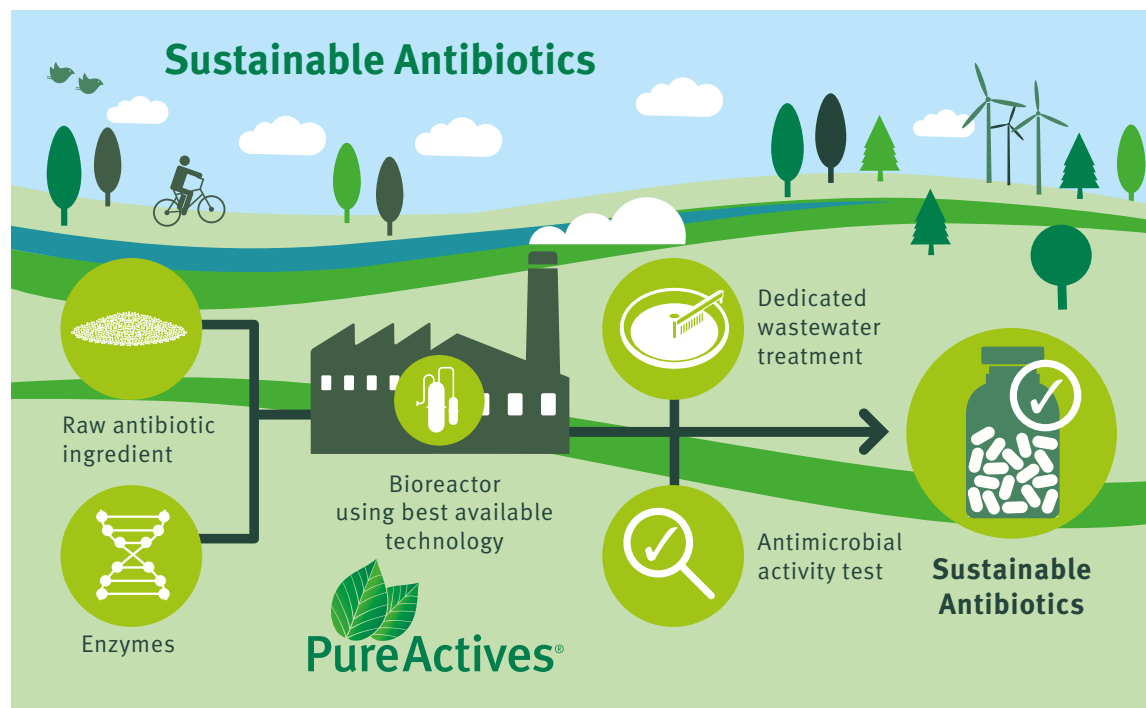 Sustainable Antibiotics
Raw antibiotic
ingredient
Enzymes
Bioreactor
using best available
technology
PureActives®
Dedicated
wastewater
treatment
Antimicrobial
activity test
Sustainable
Antibiotics